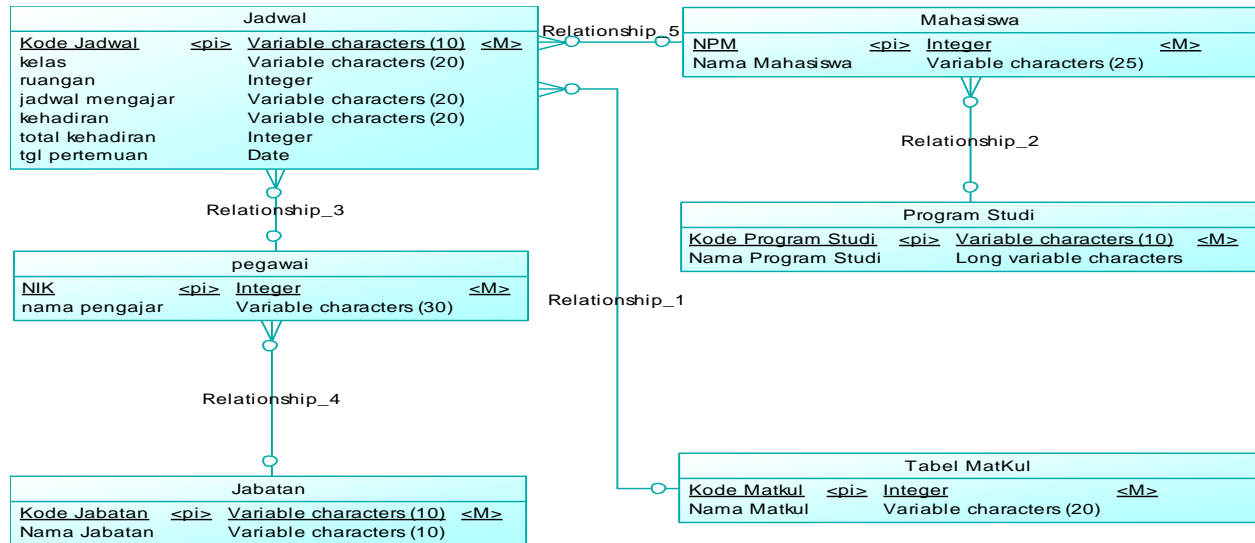 Jadwal
Kode Jadwal <pi> Variable characters (10) <M>
kelas Variable characters (20)
ruangan Integer
jadwal mengajar Variable characters (20)
kehadiran Variable characters (20)
total kehadiran Integer
tgl pertemuan Date
Relationship_5
Mahasiswa
NPM <pi> Integer <M>
Nama Mahasiswa Variable characters (25)
Relationship_2
Relationship_3
Program Studi
Kode Program Studi <pi> Variable characters (10) <M>
Nama Program Studi Long variable characters
pegawai
NIK <pi> Integer <M>
nama pengajar Variable characters (30)
Relationship_1
Relationship_4
Tabel MatKul
Kode Matkul <pi> Integer <M>
Nama Matkul Variable characters (20)
Jabatan
Kode Jabatan <pi> Variable characters (10) <M>
Nama Jabatan Variable characters (10)